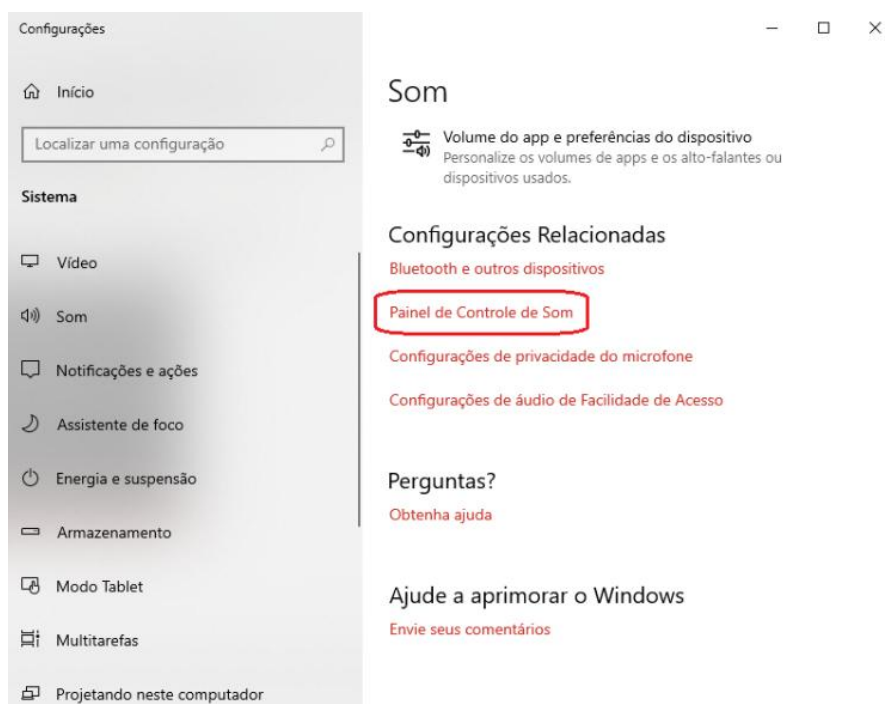 Configurações
Início
Localizar uma configuração
Sistema
Vídeo
Som
Notificações e ações
Assistente de foco
Energia e suspensão
Armazenamento
Modo Tablet
Multitarefas
Projetando neste computador
Som
Volume do app e preferências do dispositivo
Personalize os volumes de apps e os alto-falantes ou
dispositivos usados.
Configurações Relacionadas
Bluetooth e outros dispositivos
Painel de Controle de Som
Configurações de privacidade do microfone
Configurações de áudio de Facilidade de Acesso
Perguntas?
Obtenha ajuda
Ajude a aprimorar o Windows
Envie seus comentários